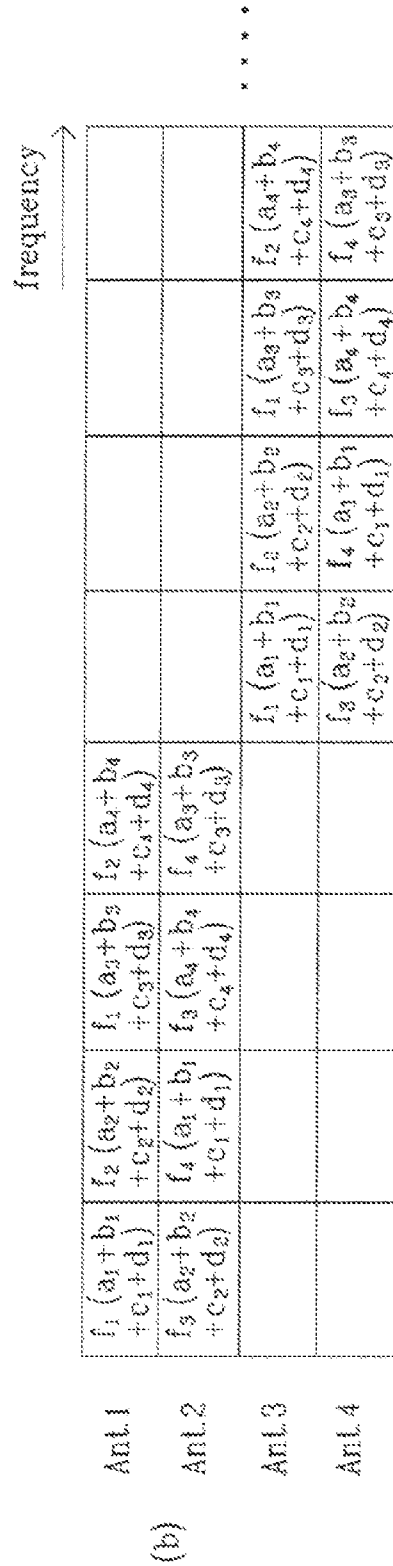 frequency
(b)
Ant.1
f₁ (a₁+b₁
+c₁+d₁)
f₂ (a₂+b₂
+c₂+d₂)
f₁ (a₃+b₃
+c₃+d₃)
f₂ (a₄+b₄
+c₄+d₄)
Ant.2
f₃ (a₂+b₂
+c₂+d₂)
f₄ (a₁+b₁
+c₁+d₁)
f₃ (a₄+b₄
+c₄+d₄)
f₄ (a₃+b₃
+c₃+d₃)
Ant.3
f₁ (a₁+b₁
+c₁+d₁)
f₂ (a₂+b₂
+c₂+d₂)
f₁ (a₃+b₃
+c₃+d₃)
f₂ (a₄+b₄
+c₄+d₄)
Ant.4
f₃ (a₂+b₂
+c₂+d₂)
f₄ (a₁+b₁
+c₁+d₁)
f₃ (a₄+b₄
+c₄+d₄)
f₄ (a₃+b₃
+c₃+d₃)